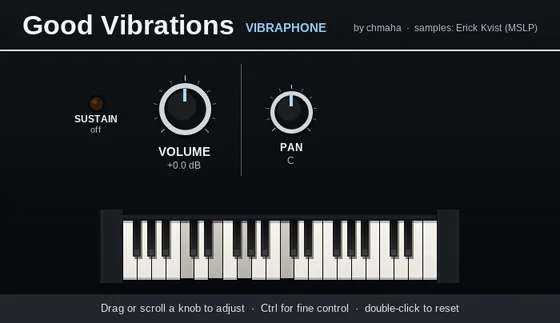 Good Vibrations VIBRAPHONE by chmaha · samples: Erick Kvist (MSLP)
SUSTAIN
off
VOLUME
+0.0 dB
PAN
C
Drag or scroll a knob to adjust · Ctrl for fine control · double-click to reset